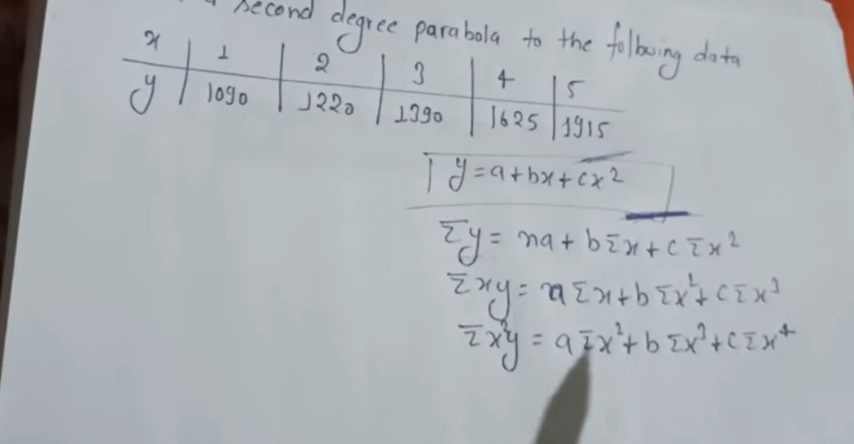 second degree parabola to the following data
x | 1 | 2 | 3 | 4 | 5
y | 1090 | 1220 | 1390 | 1625 | 1915
y = a + bx + cx²
Σy = na + bΣx + cΣx²
Σxy = aΣx + bΣx² + cΣx³
Σx²y = aΣx² + bΣx³ + cΣx⁴